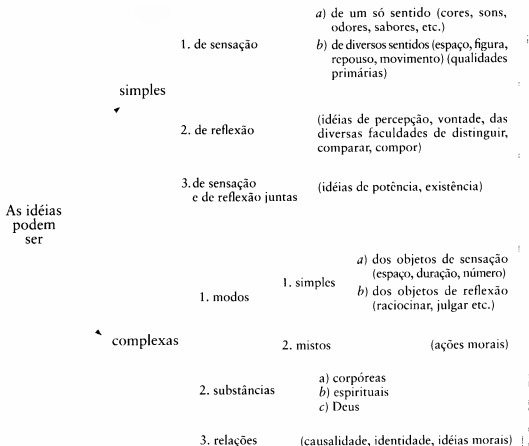 a) de um só sentido (cores, sons,
odores, sabores, etc.)
1. de sensação
b) de diversos sentidos (espaço, figura,
repouso, movimento) (qualidades
primárias)
simples
2. de reflexão
(idéias de percepção, vontade, das
diversas faculdades de distinguir,
comparar, compor)
3. de sensação
e de reflexão juntas
(idéias de potência, existência)
As idéias
podem
ser
a) dos objetos de sensação
(espaço, duração, número)
1. simples
b) dos objetos de reflexão
(raciocinar, julgar etc.)
1. modos
complexas
2. mistos
(ações morais)
a) corpóreas
2. substâncias
b) espirituais
c) Deus
3. relações
(causalidade, identidade, idéias morais)